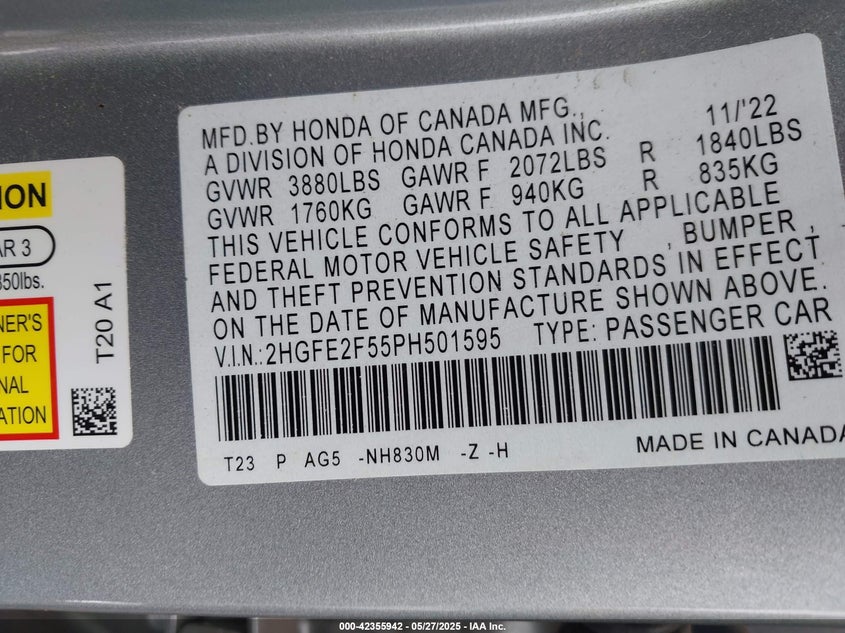 MFD.BY HONDA OF CANADA MFG., 11/'22
A DIVISION OF HONDA CANADA INC.
GVWR 3880LBS GAWR F 2072LBS R 1840LBS
GVWR 1760KG GAWR F 940KG R 835KG
THIS VEHICLE CONFORMS TO ALL APPLICABLE
FEDERAL MOTOR VEHICLE SAFETY , BUMPER ,
AND THEFT PREVENTION STANDARDS IN EFFECT
ON THE DATE OF MANUFACTURE SHOWN ABOVE.
V.I.N.:2HGFE2F55PH501595 TYPE: PASSENGER CAR
T23 P AG5 -NH830M -Z -H
MADE IN CANADA
ION
AR 3
850lbs.
NER'S
FOR
NAL
ATION
T20 A1
000-42355942 - 05/27/2025 - IAA Inc.